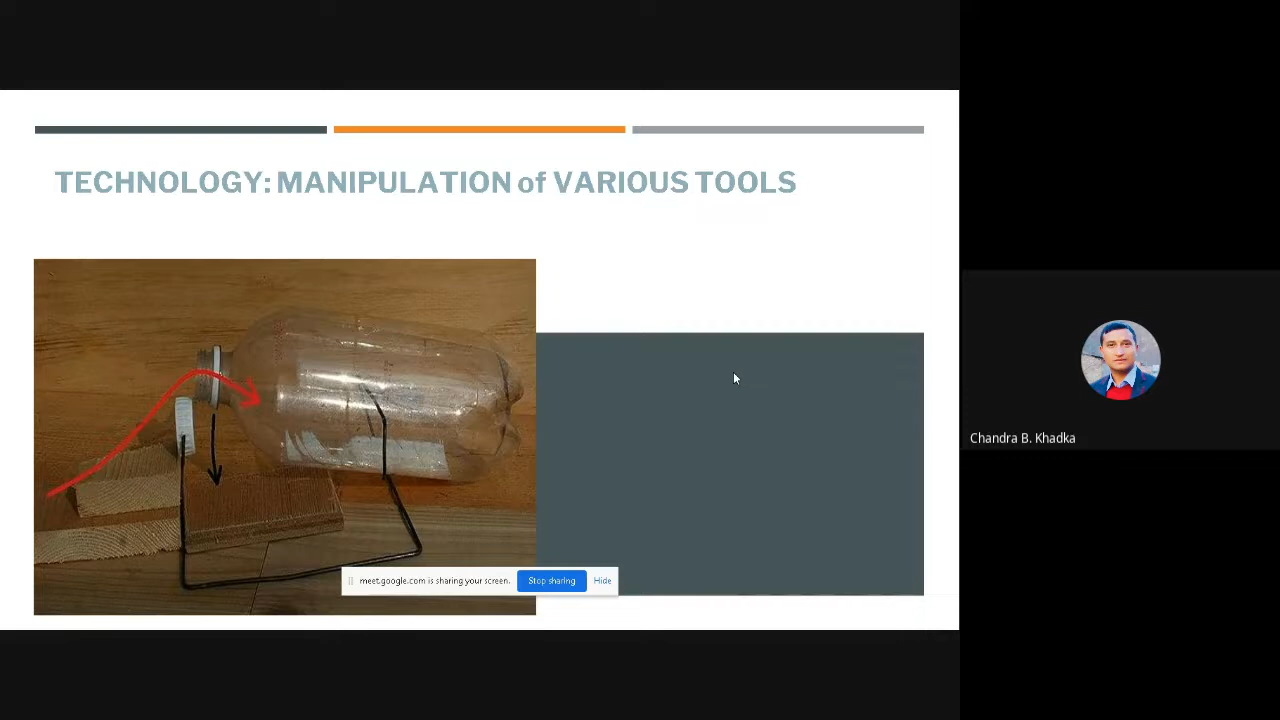 TECHNOLOGY: MANIPULATION of VARIOUS TOOLS
meet.google.com is sharing your screen.
Stop sharing
Hide
Chandra B. Khadka